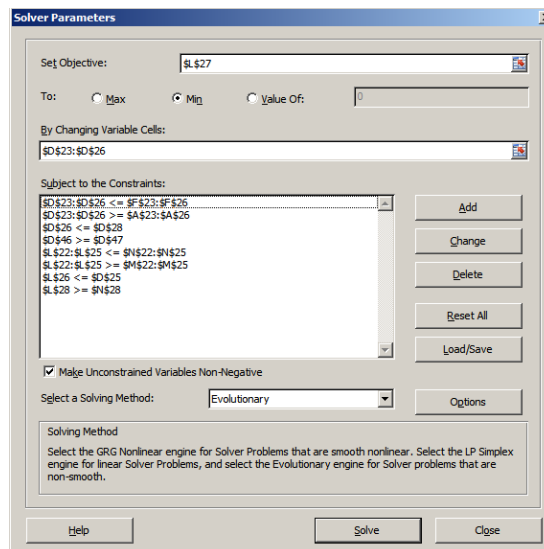 Solver Parameters
Set Objective:
$L$27
To:
Max
Min
Value Of:
0
By Changing Variable Cells:
$D$23:$D$26
Subject to the Constraints:
$D$23:$D$26 <= $F$23:$F$26
$D$23:$D$26 >= $A$23:$A$26
$D$26 <= $D$28
$D$46 >= $D$47
$L$22:$L$25 <= $N$22:$N$25
$L$22:$L$25 >= $M$22:$M$25
$L$26 <= $D$25
$L$28 >= $N$28
Add
Change
Delete
Reset All
Load/Save
Make Unconstrained Variables Non-Negative
Select a Solving Method:
Evolutionary
Options
Solving Method
Select the GRG Nonlinear engine for Solver Problems that are smooth nonlinear. Select the LP Simplex
engine for linear Solver Problems, and select the Evolutionary engine for Solver problems that are
non-smooth.
Help
Solve
Close